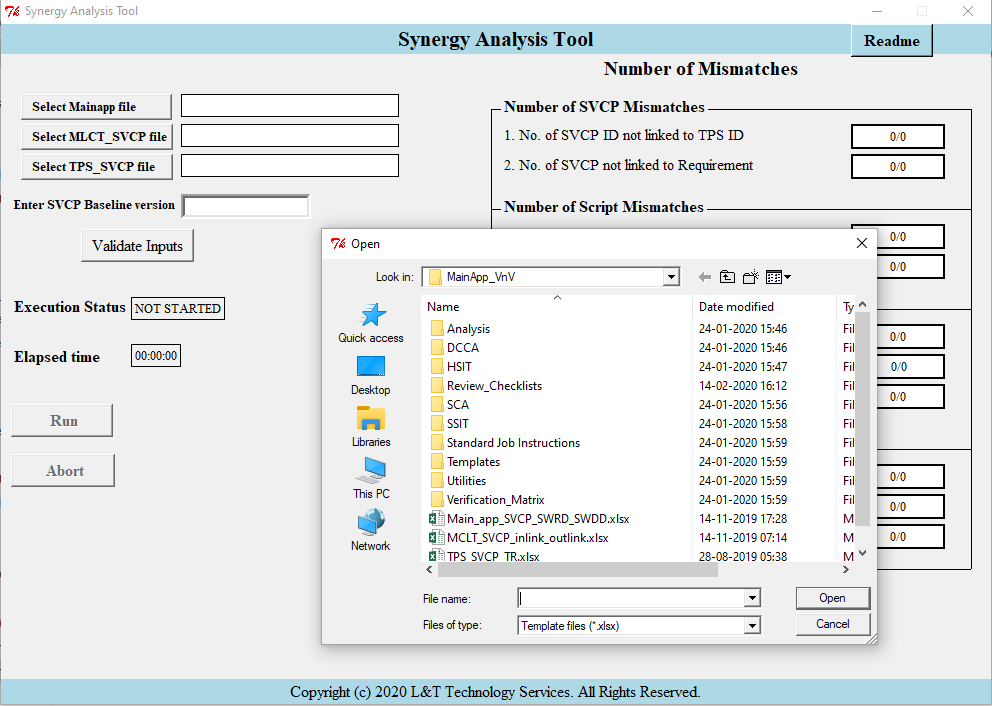 Synergy Analysis Tool
Synergy Analysis Tool
Readme
Number of Mismatches
Select Mainapp file
Select MLCT_SVCP file
Select TPS_SVCP file
Enter SVCP Baseline version
Validate Inputs
Execution Status NOT STARTED
Elapsed time 00:00:00
Run
Abort
Number of SVCP Mismatches
1. No. of SVCP ID not linked to TPS ID 0/0
2. No. of SVCP not linked to Requirement 0/0
Number of Script Mismatches
0/0
0/0
0/0
0/0
0/0
0/0
0/0
0/0
Open
Look in: MainApp_VnV
Quick access
Desktop
Libraries
This PC
Network
Name Date modified Ty
Analysis 24-01-2020 15:46 Fil
DCCA 24-01-2020 15:46 Fil
HSIT 24-01-2020 15:47 Fil
Review_Checklists 14-02-2020 16:12 Fil
SCA 24-01-2020 15:56 Fil
SSIT 24-01-2020 15:58 Fil
Standard Job Instructions 24-01-2020 15:59 Fil
Templates 24-01-2020 15:59 Fil
Utilities 24-01-2020 15:59 Fil
Verification_Matrix 24-01-2020 15:59 Fil
Main_app_SVCP_SWRD_SWDD.xlsx 14-11-2019 17:28 M
MCLT_SVCP_inlink_outlink.xlsx 14-11-2019 07:14 M
TPS_SVCP_TR.xlsx 28-08-2019 05:38 M
File name:
Open
Files of type: Template files (*.xlsx)
Cancel
Copyright (c) 2020 L&T Technology Services. All Rights Reserved.